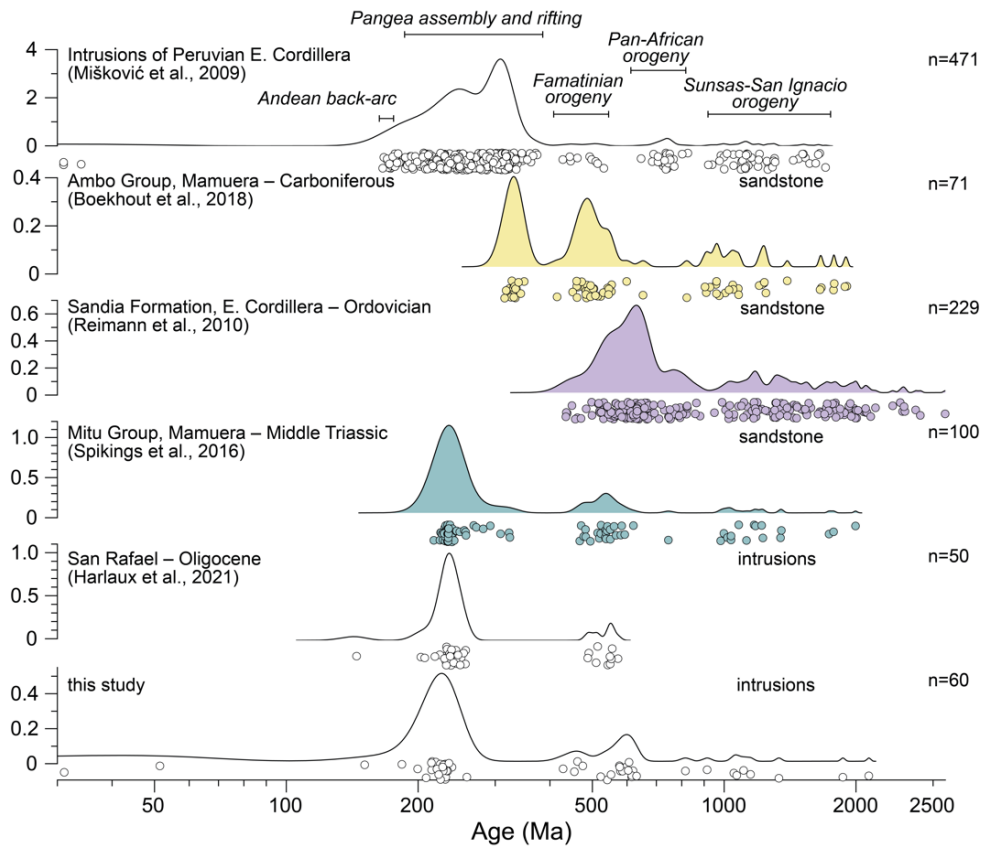 Pangea assembly and rifting
Pan-African
orogeny
4
Intrusions of Peruvian E. Cordillera
(Mišković et al., 2009)
n=471
Famatinian
orogeny
Sunsas-San Ignacio
orogeny
Andean back-arc
2
0
0.4
Ambo Group, Mamuera – Carboniferous
(Boekhout et al., 2018)
sandstone
n=71
0.2
0
Sandia Formation, E. Cordillera – Ordovician
(Reimann et al., 2010)
sandstone
n=229
0.6
0.4
0.2
0
Mitu Group, Mamuera – Middle Triassic
(Spikings et al., 2016)
sandstone
n=100
1.0
0.5
0
San Rafael – Oligocene
(Harlaux et al., 2021)
intrusions
n=50
1.0
0.5
0
this study
intrusions
n=60
0.4
0.2
0
50 100 200 500 1000 2000 2500
Age (Ma)